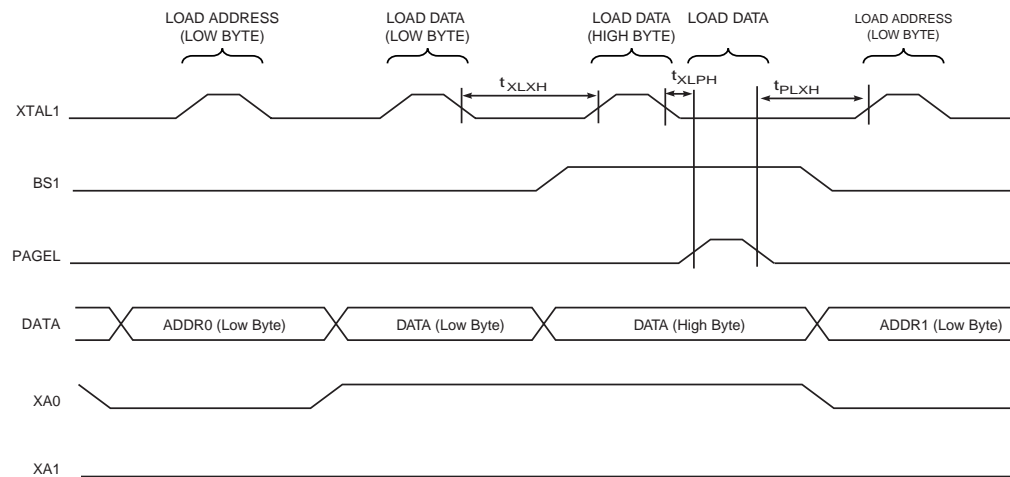 LOAD ADDRESS
(LOW BYTE)
LOAD DATA
(LOW BYTE)
LOAD DATA
(HIGH BYTE)
LOAD DATA
LOAD ADDRESS
(LOW BYTE)
tXLXH
tXLPH
tPLXH
XTAL1
BS1
PAGEL
DATA
ADDR0 (Low Byte)
DATA (Low Byte)
DATA (High Byte)
ADDR1 (Low Byte)
XA0
XA1